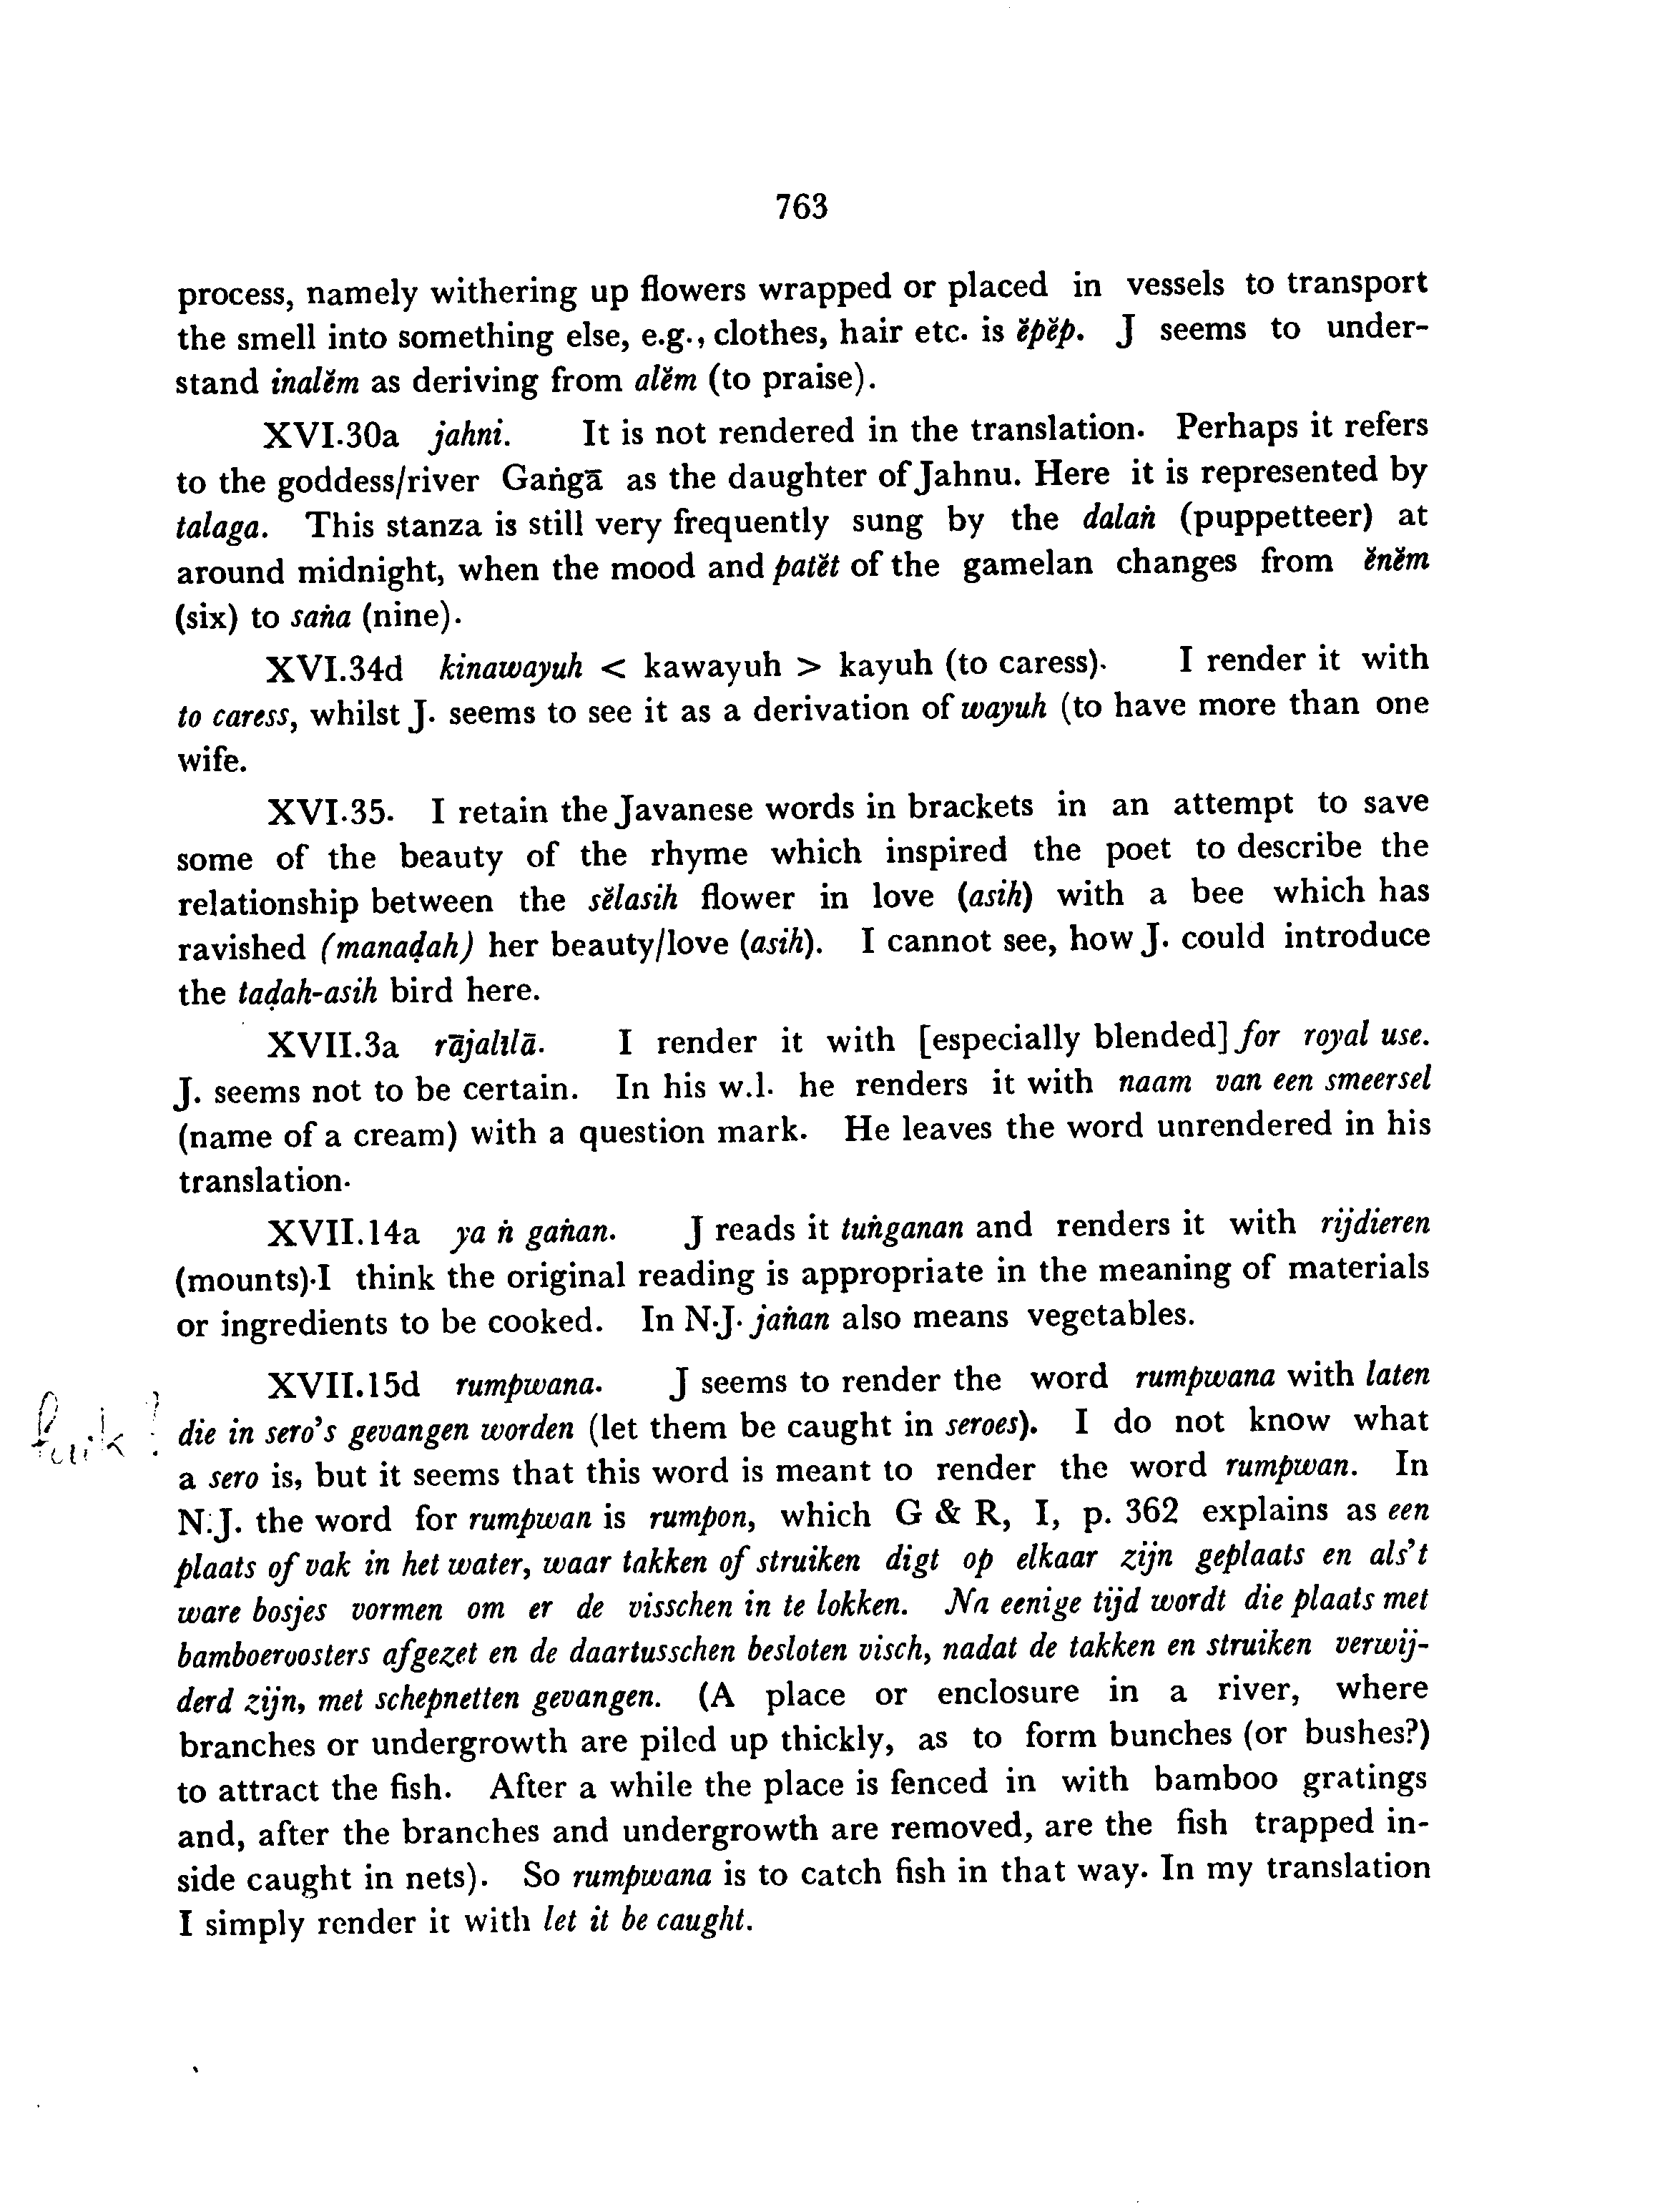 763
process, namely withering up flowers wrapped or placed in vessels to transport
the smell into something else, e.g., clothes, hair etc. is ĕpĕp. J seems to under-
stand inalĕm as deriving from alĕm (to praise).
XVI.30a jahni. It is not rendered in the translation. Perhaps it refers
to the goddess/river Gaṅgā as the daughter of Jahnu. Here it is represented by
talaga. This stanza is still very frequently sung by the dalaṅ (puppetteer) at
around midnight, when the mood and patĕt of the gamelan changes from ĕnĕm
(six) to saṅa (nine).
XVI.34d kinawayuh < kawayuh > kayuh (to caress). I render it with
to caress, whilst J. seems to see it as a derivation of wayuh (to have more than one
wife.
XVI.35. I retain the Javanese words in brackets in an attempt to save
some of the beauty of the rhyme which inspired the poet to describe the
relationship between the sĕlasih flower in love (asih) with a bee which has
ravished (manaḍah) her beauty/love (asih). I cannot see, how J. could introduce
the taḍah-asih bird here.
XVII.3a rājalīlā. I render it with [especially blended] for royal use.
J. seems not to be certain. In his w.l. he renders it with naam van een smeersel
(name of a cream) with a question mark. He leaves the word unrendered in his
translation.
XVII.14a ya ṅ gaṅan. J reads it tuṅganan and renders it with rijdieren
(mounts).I think the original reading is appropriate in the meaning of materials
or ingredients to be cooked. In N.J. jaṅan also means vegetables.
XVII.15d rumpwana. J seems to render the word rumpwana with laten
die in sero's gevangen worden (let them be caught in seroes). I do not know what
a sero is, but it seems that this word is meant to render the word rumpwan. In
N.J. the word for rumpwan is rumpon, which G & R, I, p. 362 explains as een
plaats of vak in het water, waar takken of struiken digt op elkaar zijn geplaats en als't
ware bosjes vormen om er de visschen in te lokken. Na eenige tijd wordt die plaats met
bamboeroosters afgezet en de daartusschen besloten visch, nadat de takken en struiken verwij-
derd zijn, met schepnetten gevangen. (A place or enclosure in a river, where
branches or undergrowth are piled up thickly, as to form bunches (or bushes?)
to attract the fish. After a while the place is fenced in with bamboo gratings
and, after the branches and undergrowth are removed, are the fish trapped in-
side caught in nets). So rumpwana is to catch fish in that way. In my translation
I simply render it with let it be caught.